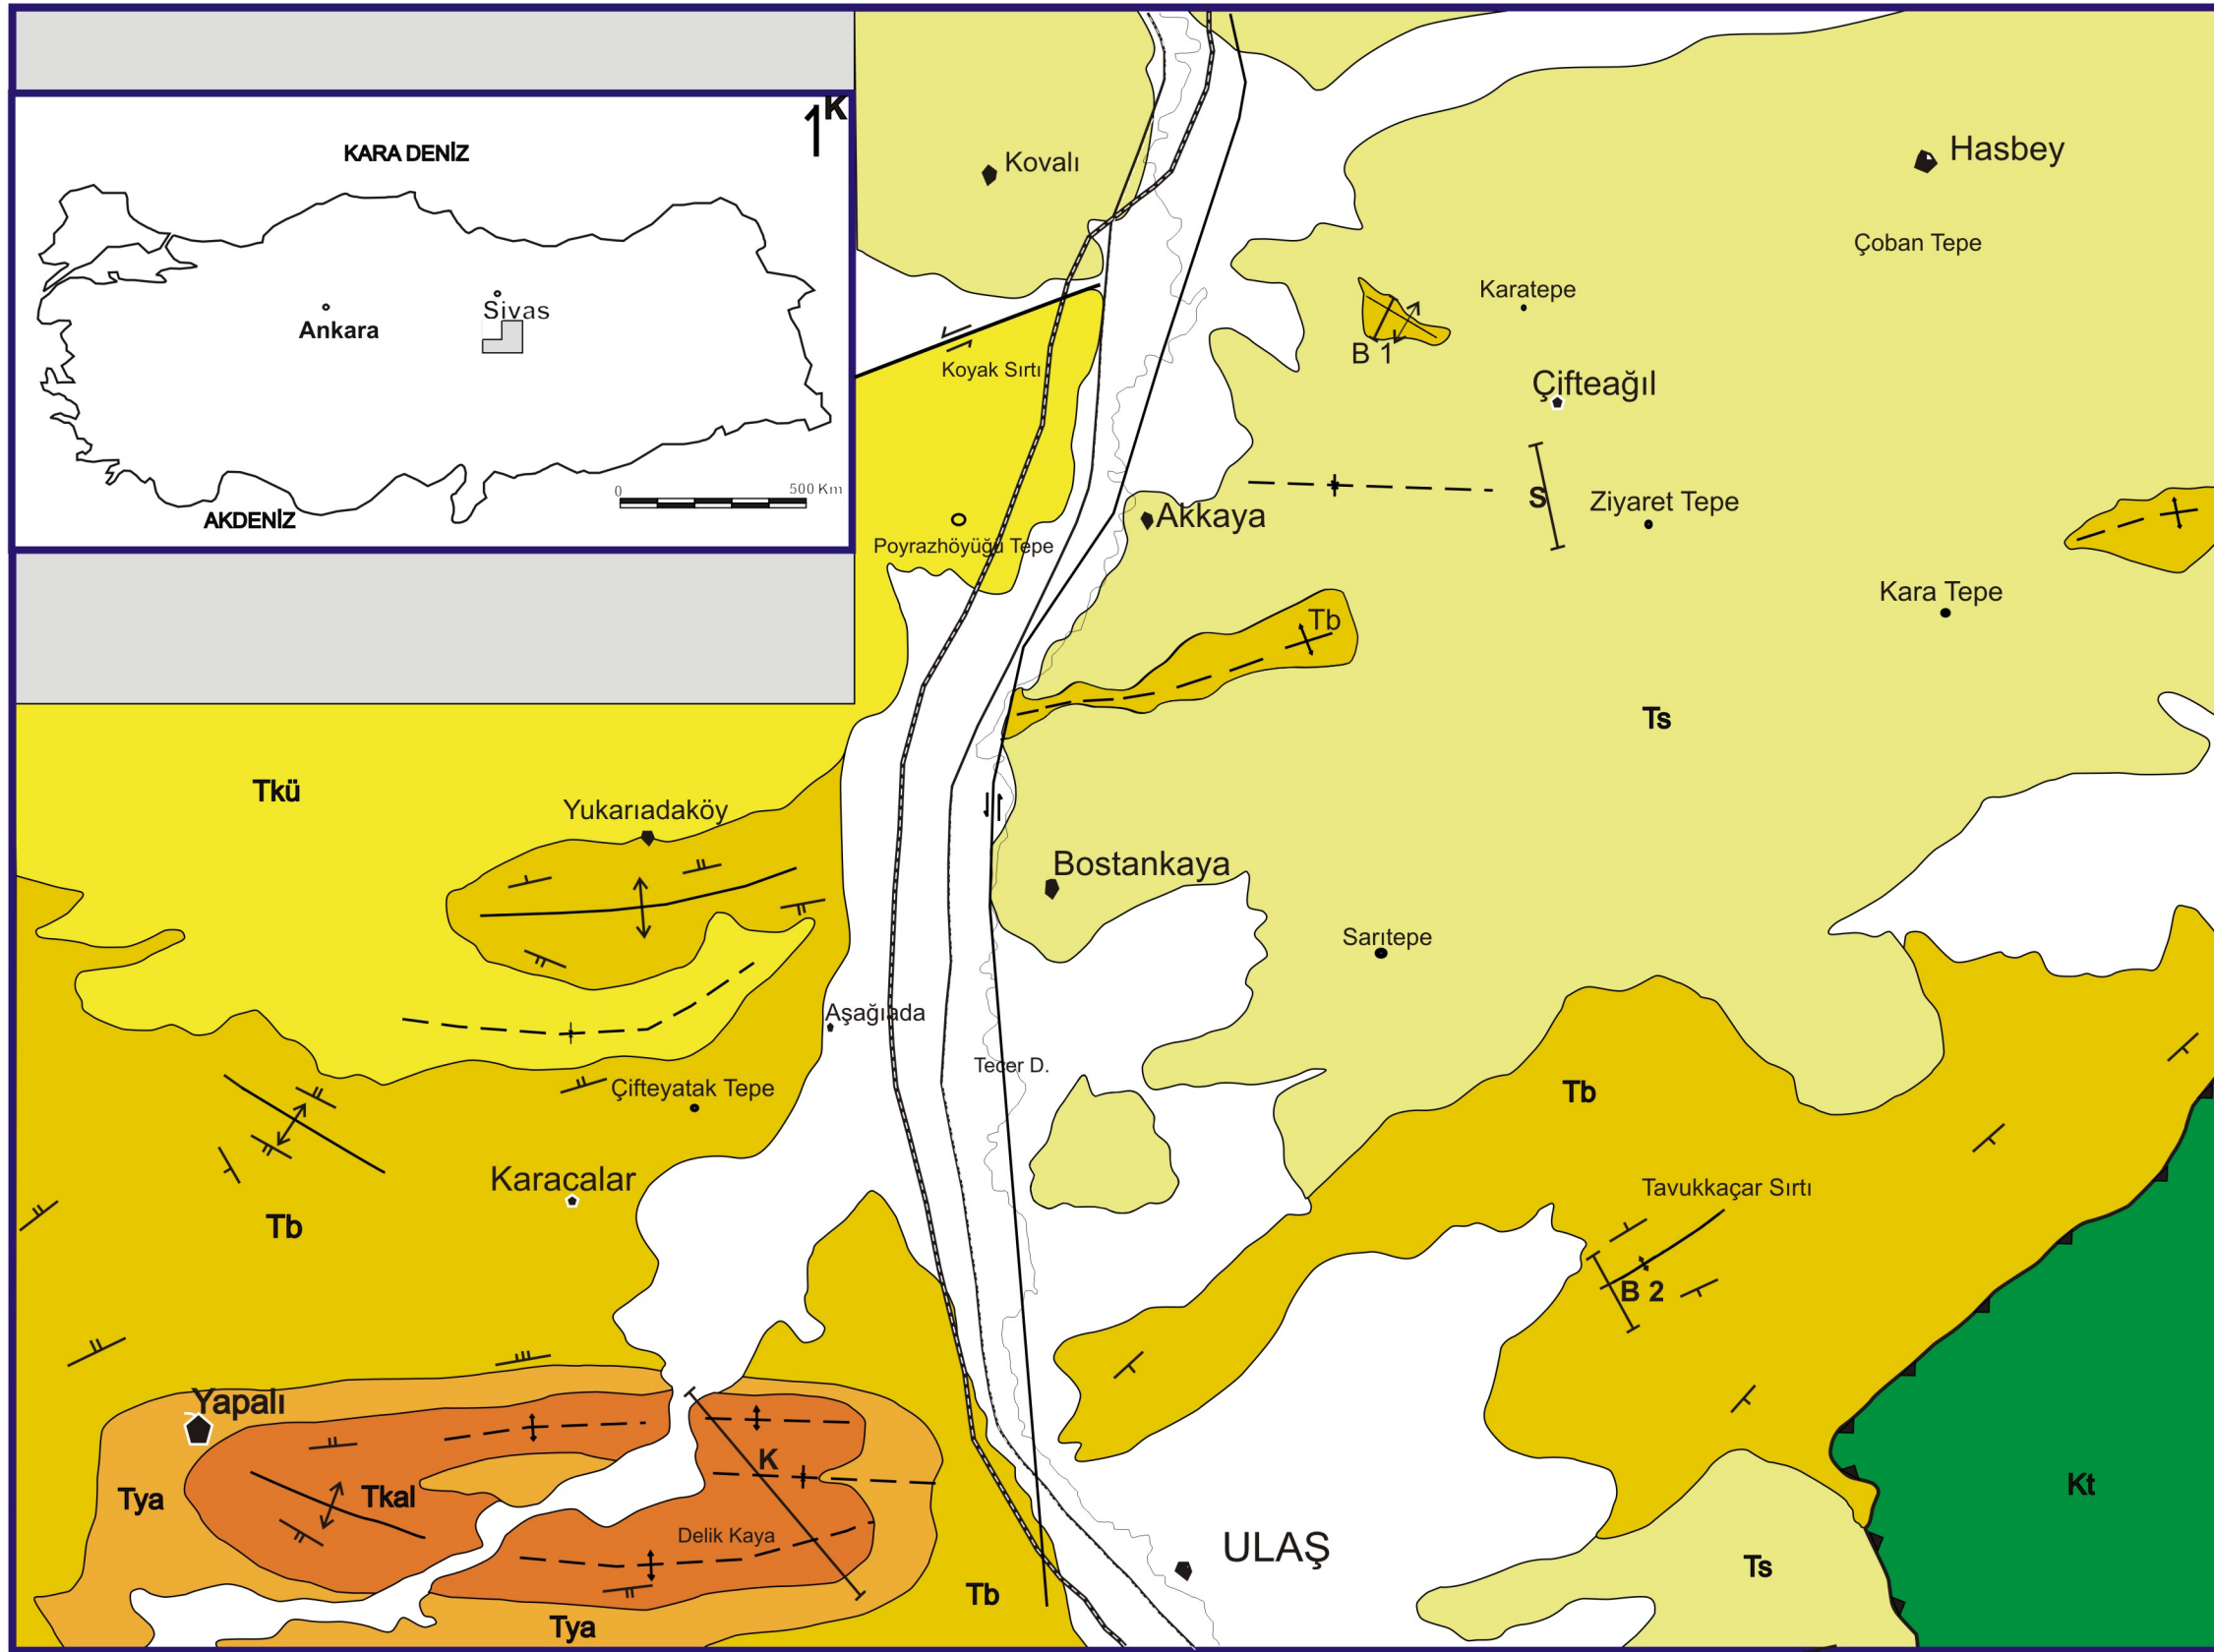 K
KARA DENİZ
Sivas
Ankara
0
500 Km
AKDENİZ
Kovalı
Hasbey
Çoban Tepe
Karatepe
B 1
Koyak Sırtı
Çifteağıl
S
Ziyaret Tepe
Akkaya
Poyrazhöyüğü Tepe
Kara Tepe
Tb
Ts
Tkü
Yukarıadaköy
Bostankaya
Sarıtepe
Aşağıada
Tecer D.
Çifteyatak Tepe
Tb
Karacalar
Tavukkaçar Sırtı
Tb
B 2
Yapalı
K
Kt
Tya
Tkal
Delik Kaya
ULAŞ
Ts
Tb
Tya